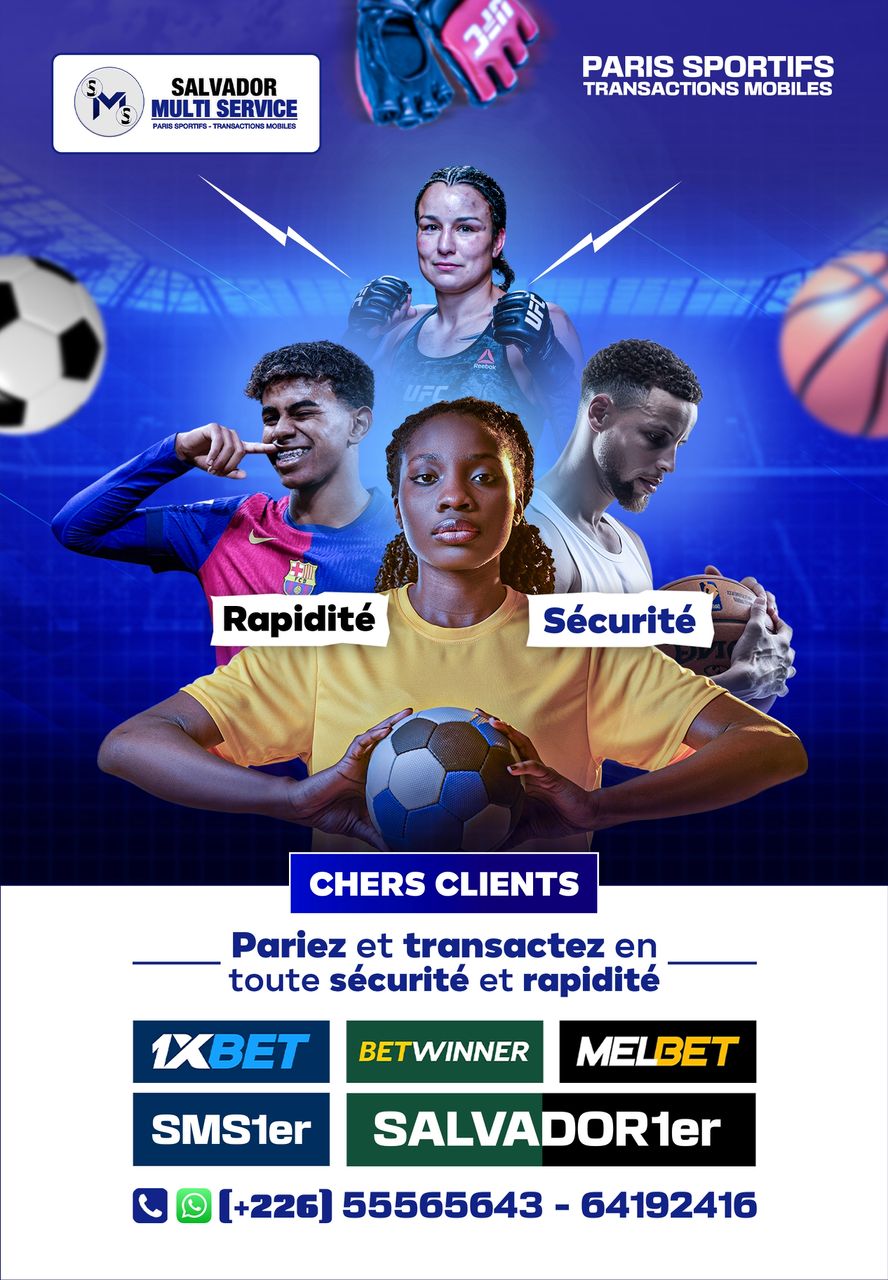 SALVADOR
MULTI SERVICE
PARIS SPORTIFS - TRANSACTIONS MOBILES
S
M
S
PARIS SPORTIFS
TRANSACTIONS MOBILES
UFC
UFC
Reebok
UFC
Rapidité
Sécurité
CHERS CLIENTS
Pariez et transactez en
toute sécurité et rapidité
1XBET
BETWINNER
MELBET
SMS1er
SALVADOR1er
(+226) 55565643 - 64192416